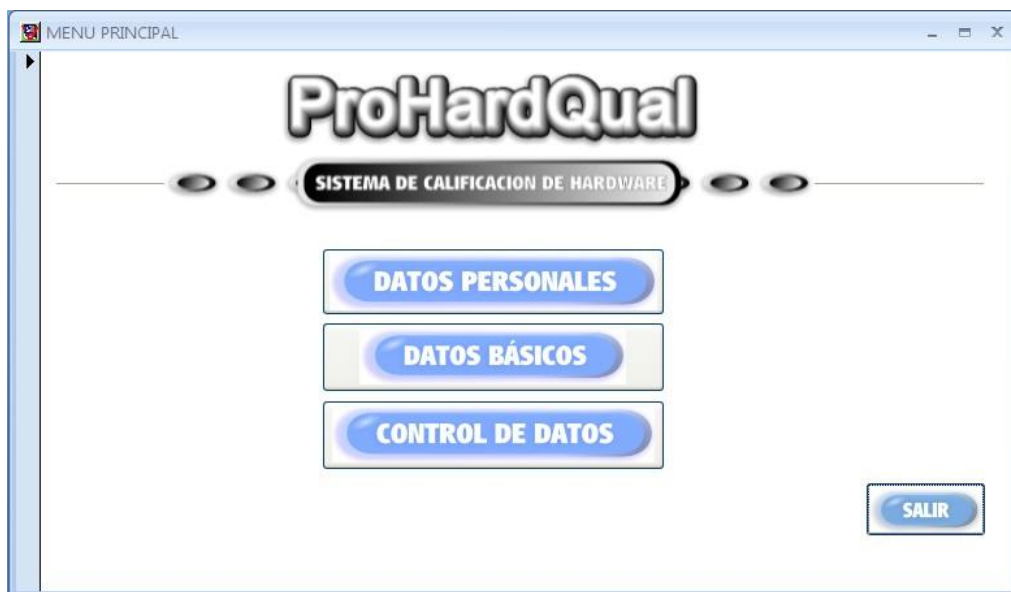 MENU PRINCIPAL
ProHardQual
SISTEMA DE CALIFICACION DE HARDWARE
DATOS PERSONALES
DATOS BÁSICOS
CONTROL DE DATOS
SALIR